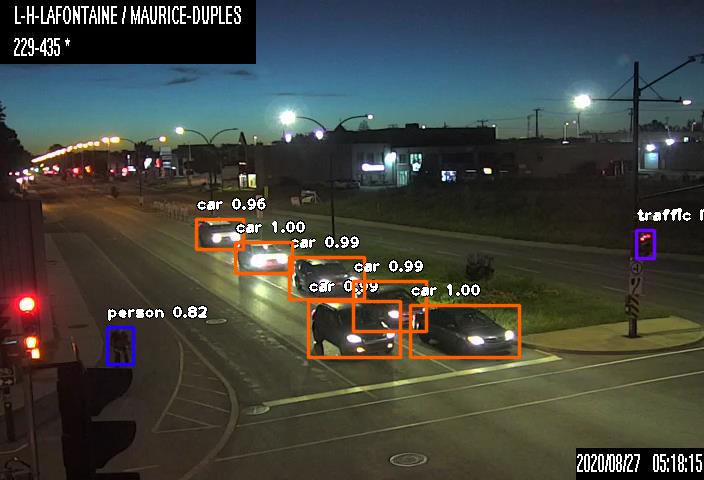 L-H-LAFONTAINE / MAURICE-DUPLES
229-435 *
car 0.96
car 1.00
car 0.99
car 0.99
car 0.99
car 1.00
traffic
person 0.82
2020/08/27 05:18:15